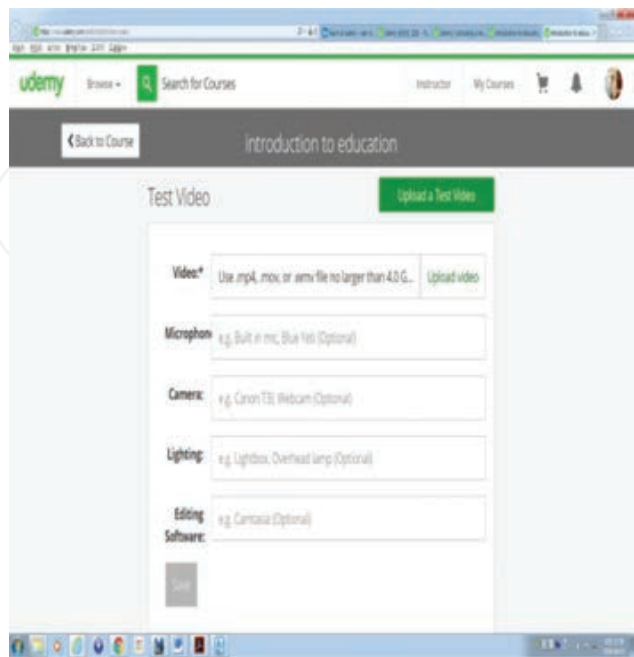 udemy Browse Search for Courses Instructor My Courses
Back to Course introduction to education
Test Video Upload a Test Video
Video:* Use .mp4, .mov, or .wmv file no larger than 4.0 G... Upload video
Microphon e.g. Built in mic, Blue Yeti (Optional)
Camera: e.g. Canon T3i, Webcam (Optional)
Lighting: e.g. Lightbox, Overhead lamp (Optional)
Editing Software: e.g. Camtasia (Optional)
Save